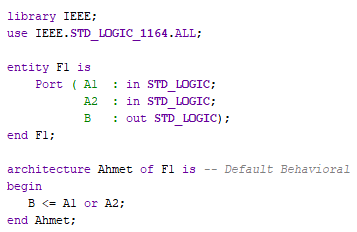 library IEEE;
use IEEE.STD_LOGIC_1164.ALL;

entity F1 is
    Port ( A1  : in STD_LOGIC;
           A2  : in STD_LOGIC;
           B   : out STD_LOGIC);
end F1;

architecture Ahmet of F1 is -- Default Behavioral
begin
   B <= A1 or A2;
end Ahmet;